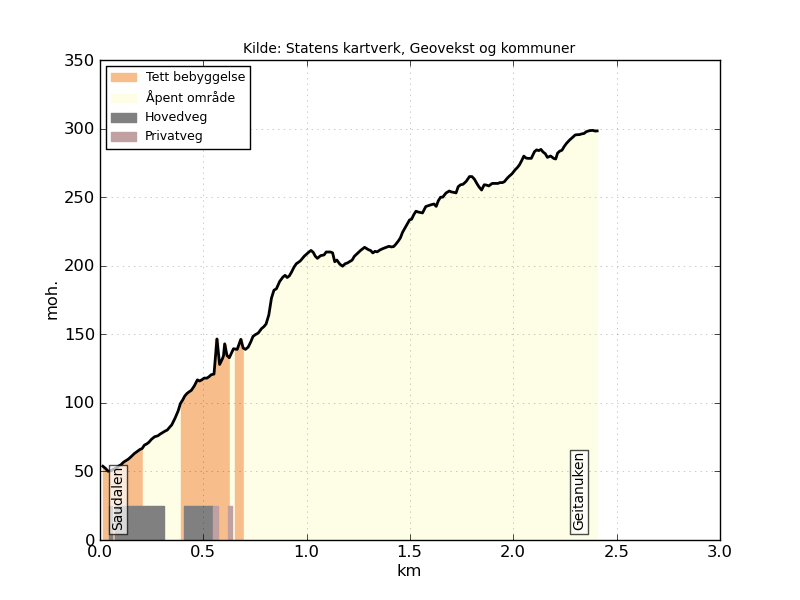 Kilde: Statens kartverk, Geovekst og kommuner
350
300
250
200
150
100
50
0
moh.
Tett bebyggelse
Åpent område
Hovedveg
Privatveg
Saudalen
Geitanuken
0.0
0.5
1.0
1.5
2.0
2.5
3.0
km